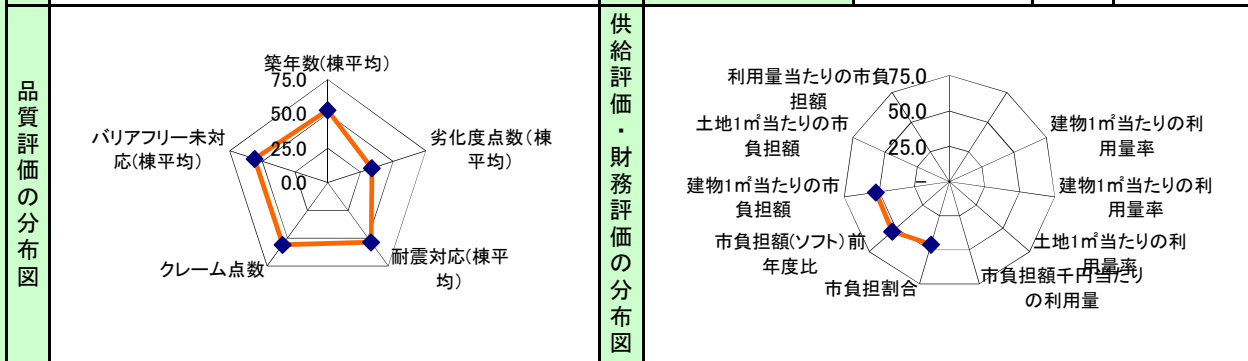 品質評価の分布図
築年数(棟平均)
75.0
50.0
25.0
0.0
劣化度点数(棟
平均)
耐震対応(棟平
均)
クレーム点数
バリアフリー未対
応(棟平均)
供給評価・財務評価の分布図
75.0
50.0
25.0
－
建物1㎡当たりの利
用量率
建物1㎡当たりの利
用量率
土地1㎡当たりの利
用量率
市負担額千円当たり
の利用量
市負担割合
市負担額(ソフト)前
年度比
建物1㎡当たりの市
負担額
土地1㎡当たりの市
負担額
利用量当たりの市負
担額